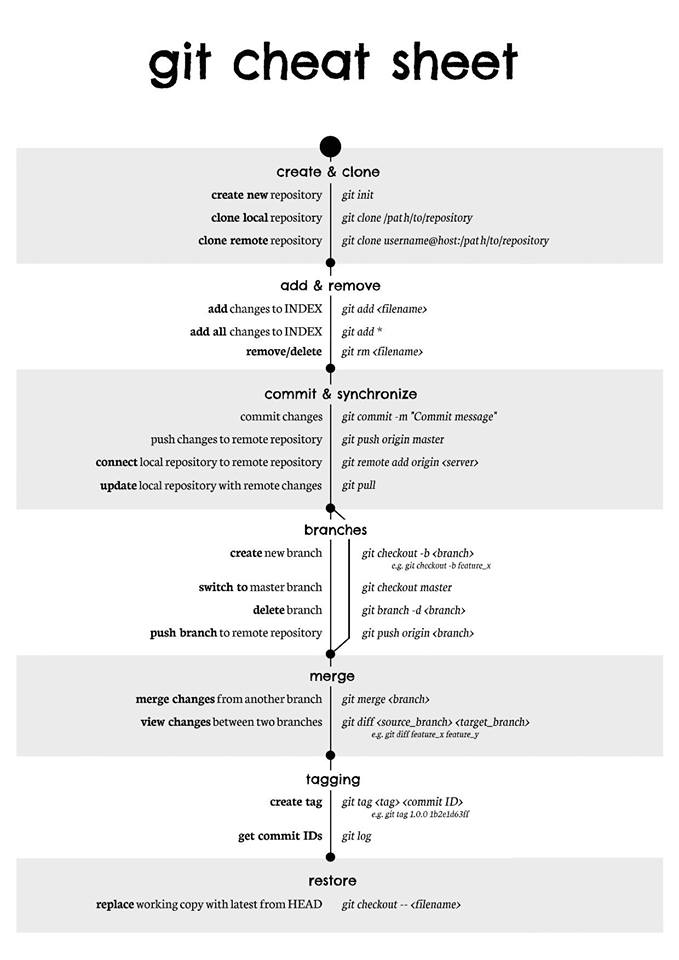 git cheat sheet
create & clone
create new repository git init
clone local repository git clone /path/to/repository
clone remote repository git clone username@host:/path/to/repository
add & remove
add changes to INDEX git add <filename>
add all changes to INDEX git add *
remove/delete git rm <filename>
commit & synchronize
commit changes git commit -m "Commit message"
push changes to remote repository git push origin master
connect local repository to remote repository git remote add origin <server>
update local repository with remote changes git pull
branches
create new branch git checkout -b <branch>
e.g. git checkout -b feature_x
switch to master branch git checkout master
delete branch git branch -d <branch>
push branch to remote repository git push origin <branch>
merge
merge changes from another branch git merge <branch>
view changes between two branches git diff <source_branch> <target_branch>
e.g. git diff feature_x feature_y
tagging
create tag git tag <tag> <commit ID>
e.g. git tag 1.0.0 1b2e1d63ff
get commit IDs git log
restore
replace working copy with latest from HEAD git checkout -- <filename>